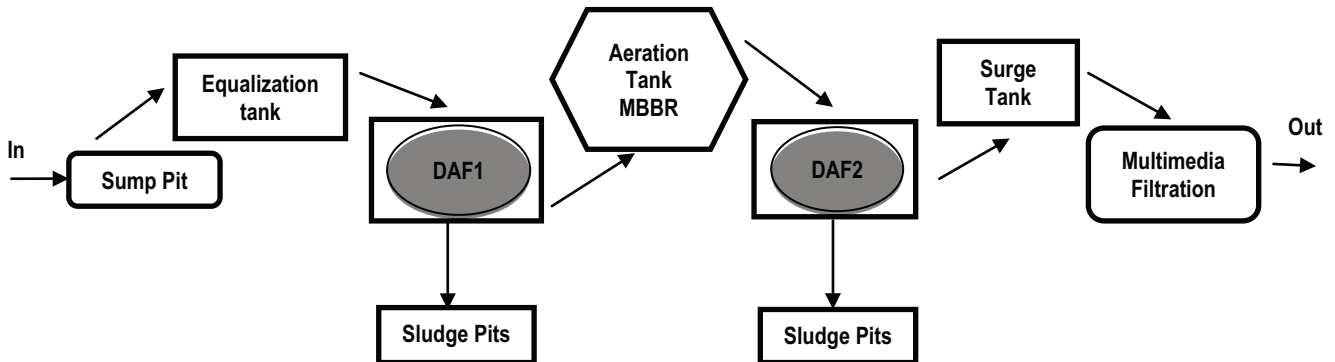 In
Sump Pit
Equalization
tank
DAF1
Sludge Pits
Aeration
Tank
MBBR
DAF2
Sludge Pits
Surge
Tank
Multimedia
Filtration
Out